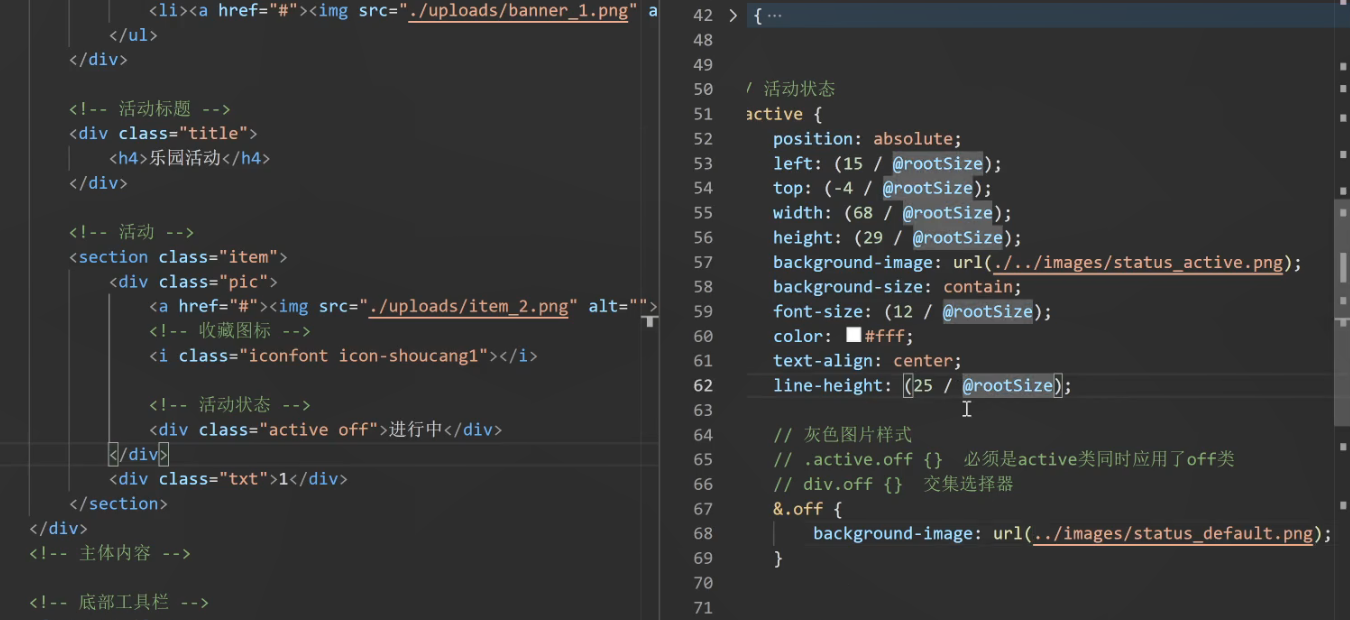 <li><a href="#"><img src="./uploads/banner_1.png" a
</ul>
</div>
<!-- 活动标题 -->
<div class="title">
<h4>乐园活动</h4>
</div>
<!-- 活动 -->
<section class="item">
<div class="pic">
<a href="#"><img src="./uploads/item_2.png" alt="">
<!-- 收藏图标 -->
<i class="iconfont icon-shoucang1"></i>
<!-- 活动状态 -->
<div class="active off">进行中</div>
</div>
<div class="txt">1</div>
</section>
</div>
<!-- 主体内容 -->
<!-- 底部工具栏 -->
42 > {···
48
49
50 / 活动状态
51 active {
52 position: absolute;
53 left: (15 / @rootSize);
54 top: (-4 / @rootSize);
55 width: (68 / @rootSize);
56 height: (29 / @rootSize);
57 background-image: url(./../images/status_active.png);
58 background-size: contain;
59 font-size: (12 / @rootSize);
60 color: #fff;
61 text-align: center;
62 line-height: (25 / @rootSize);
63
64 // 灰色图片样式
65 // .active.off {} 必须是active类同时应用了off类
66 // div.off {} 交集选择器
67 &.off {
68 background-image: url(../images/status_default.png);
69 }
70
71